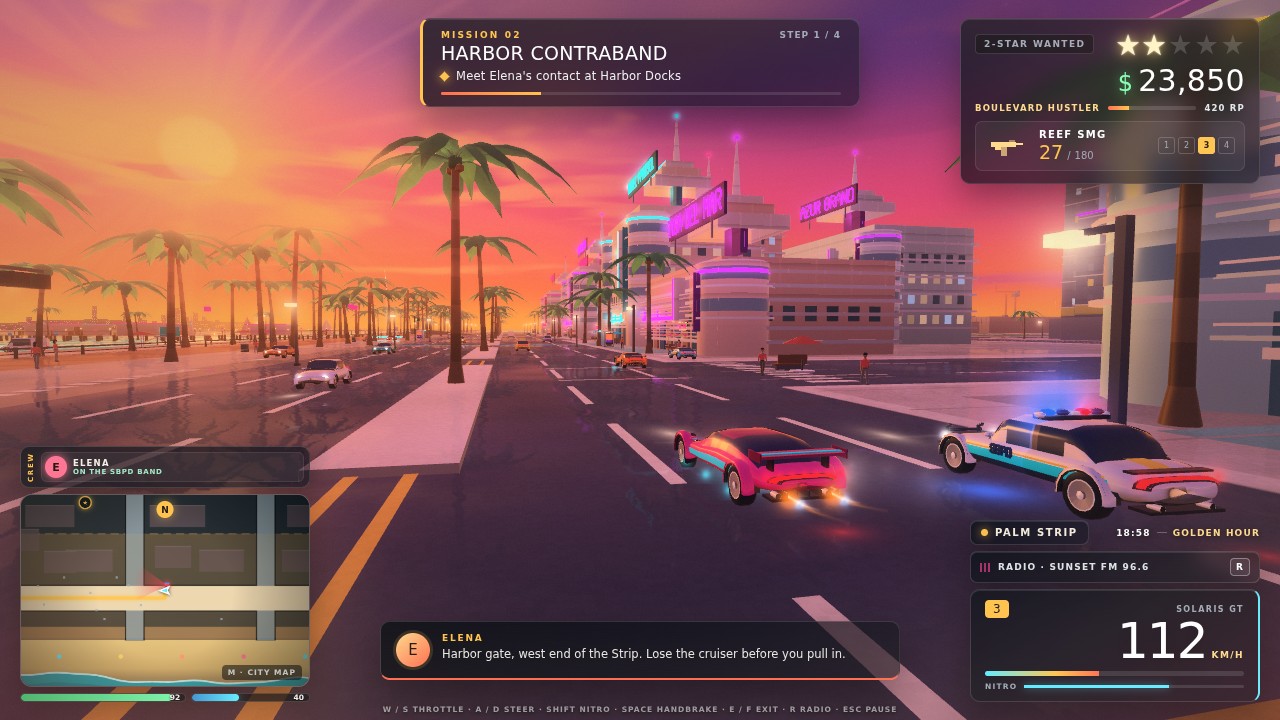 MISSION 02
STEP 1 / 4
HARBOR CONTRABAND
Meet Elena's contact at Harbor Docks
2-STAR WANTED
$ 23,850
BOULEVARD HUSTLER
420 RP
REEF SMG
27 / 180
1 2 3 4
CREW
E
ELENA
ON THE SBPD BAND
N
M · CITY MAP
92
40
SBPD
E
ELENA
Harbor gate, west end of the Strip. Lose the cruiser before you pull in.
PALM STRIP
18:58 — GOLDEN HOUR
RADIO · SUNSET FM 96.6
R
3
SOLARIS GT
112 KM/H
NITRO
W / S THROTTLE · A / D STEER · SHIFT NITRO · SPACE HANDBRAKE · E / F EXIT · R RADIO · ESC PAUSE